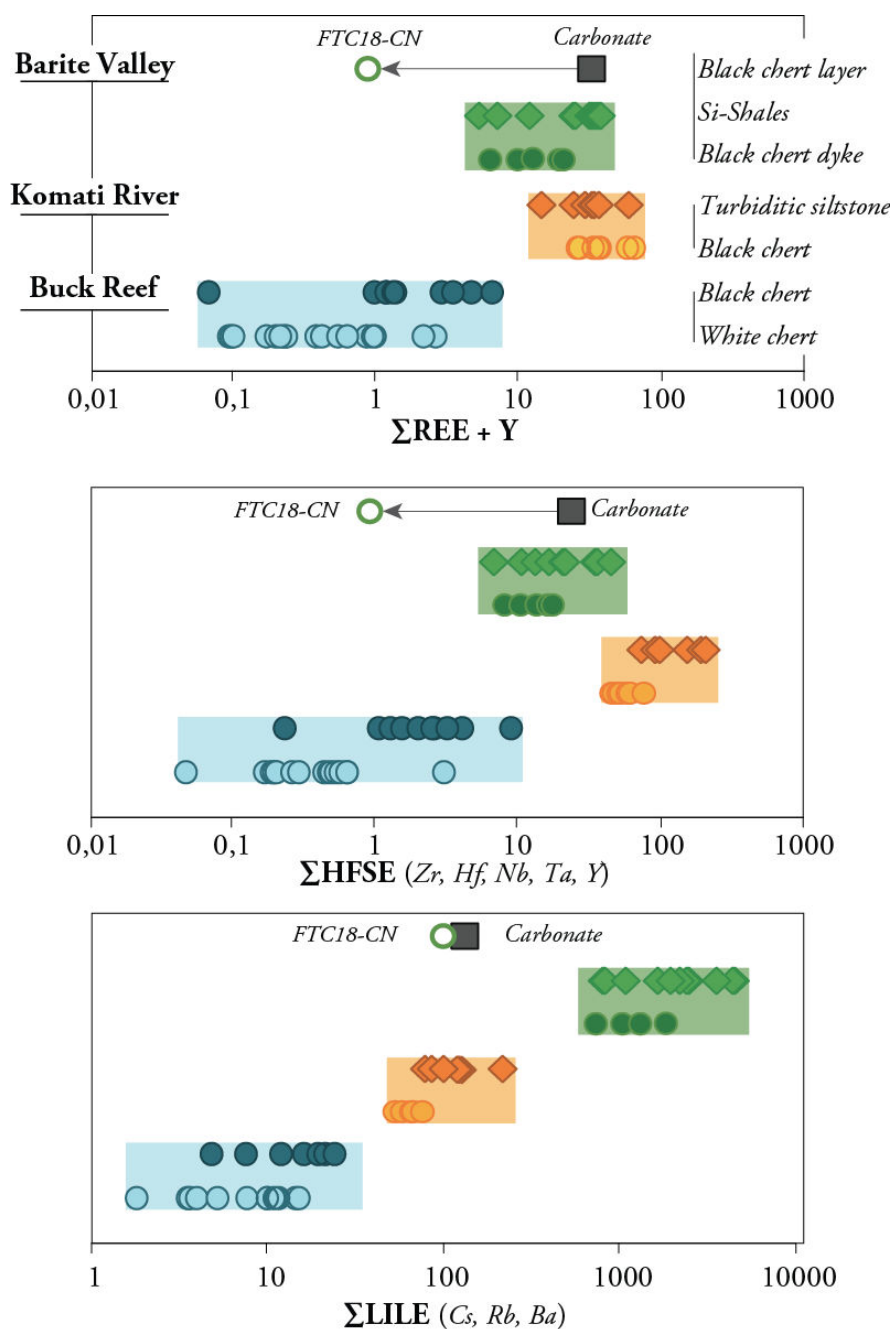 FTC18-CN Carbonate
Barite Valley Black chert layer
Si-Shales
Black chert dyke
Komati River Turbiditic siltstone
Black chert
Buck Reef Black chert
White chert
0,01 0,1 1 10 100 1000
∑REE + Y
FTC18-CN Carbonate
0,01 0,1 1 10 100 1000
∑HFSE (Zr, Hf, Nb, Ta, Y)
FTC18-CN Carbonate
1 10 100 1000 10000
∑LILE (Cs, Rb, Ba)